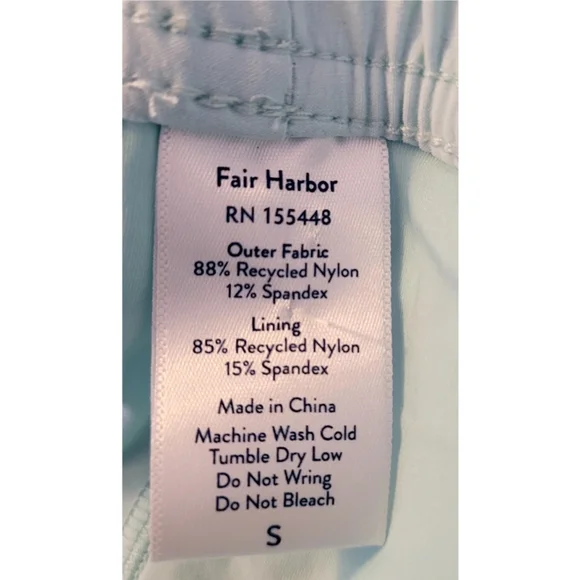 Fair Harbor
RN 155448
Outer Fabric
88% Recycled Nylon
12% Spandex
Lining
85% Recycled Nylon
15% Spandex
Made in China
Machine Wash Cold
Tumble Dry Low
Do Not Wring
Do Not Bleach
S